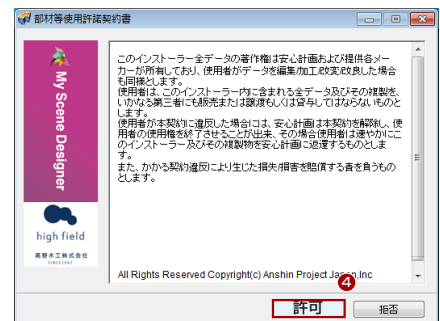 部材等使用許諾契約書
My Scene Designer
high field
高野木工株式会社
SINCE1942
このインストーラー全データの著作権は安心計画および提供各メー
カーが所有しており、使用者がデータを編集/加工/改変/改良した場合
も同様とします。
使用者は、このインストーラー内に含まれる全データ及びその複製を、
いかなる第三者にも販売または譲渡もしくは貸与してはならないものと
します。
使用者が本契約に違反した場合には、安心計画は本契約を解除し、使
用者の使用権を終了させることが出来、その場合使用者は速やかにこ
のインストーラー及びその複製物を安心計画に返還するものとしま
す。
また、かかる契約違反により生じた損失/損害を賠償する責を負うもの
とします。
All Rights Reserved Copyright(c) Anshin Project Japan,Inc
4
許可
拒否